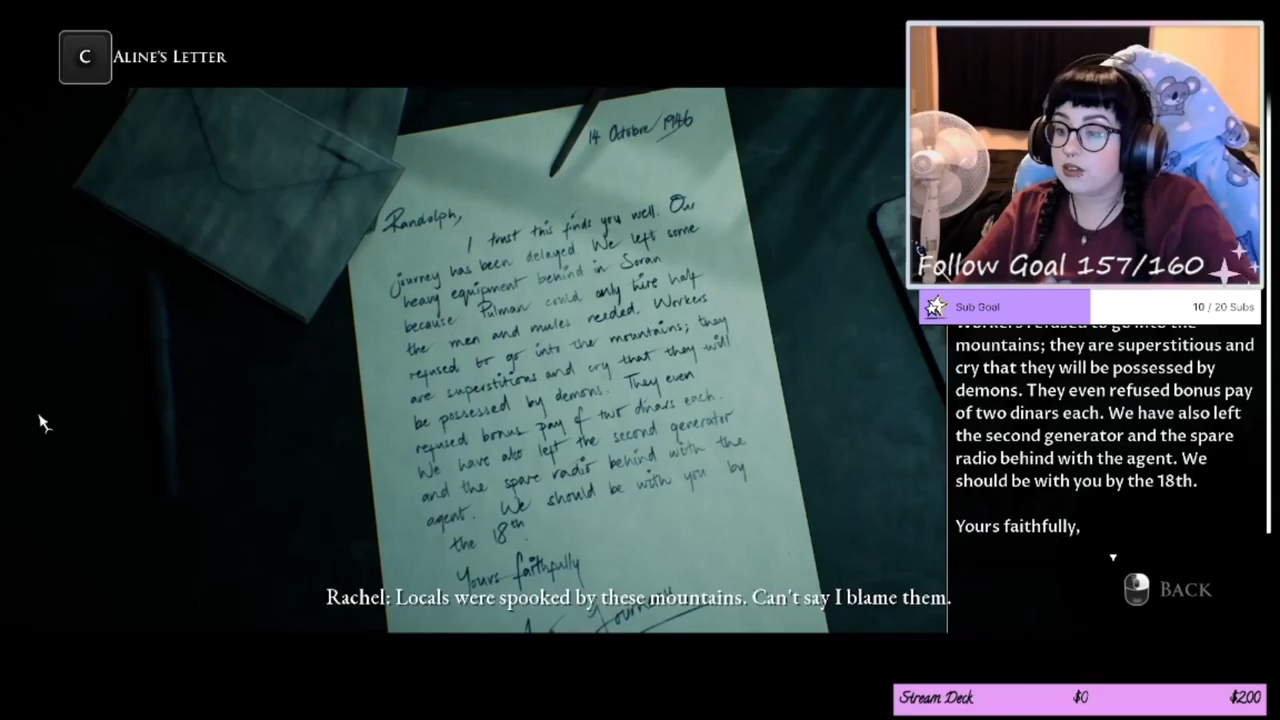 C
ALINE'S LETTER
14 Octobre 1946
Randolph,
I trust this finds you well. Our
journey has been delayed. We left some
heavy equipment behind in Soran
because Pulman could only hire half
the men and mules needed. Workers
refused to go into the mountains; they
are superstitious and cry that they will
be possessed by demons. They even
refused bonus pay of two dinars each.
We have also left the second generator
and the spare radio behind with the
agent. We should be with you by
the 18th.
Yours faithfully
Rachel: Locals were spooked by these mountains. Can't say I blame them.
Follow Goal 157/160
Sub Goal
10 / 20 Subs
Workers refused to go into the
mountains; they are superstitious and
cry that they will be possessed by
demons. They even refused bonus pay
of two dinars each. We have also left
the second generator and the spare
radio behind with the agent. We
should be with you by the 18th.
Yours faithfully,
BACK
Stream Deck
$0
$200